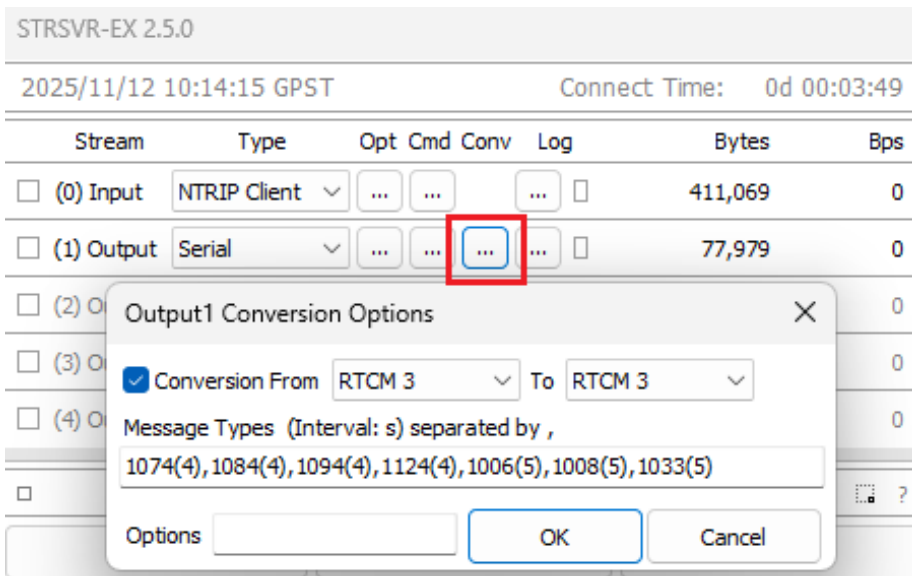 STRSVR-EX 2.5.0
2025/11/12 10:14:15 GPST Connect Time: 0d 00:03:49
Stream Type Opt Cmd Conv Log Bytes Bps
(0) Input NTRIP Client ... ... ... 411,069 0
(1) Output Serial ... ... ... ... 77,979 0
(2) O 0
(3) O 0
(4) O 0
Output1 Conversion Options
Conversion From RTCM 3 To RTCM 3
Message Types (Interval: s) separated by ,
1074(4),1084(4),1094(4),1124(4),1006(5),1008(5),1033(5)
?
Options OK Cancel